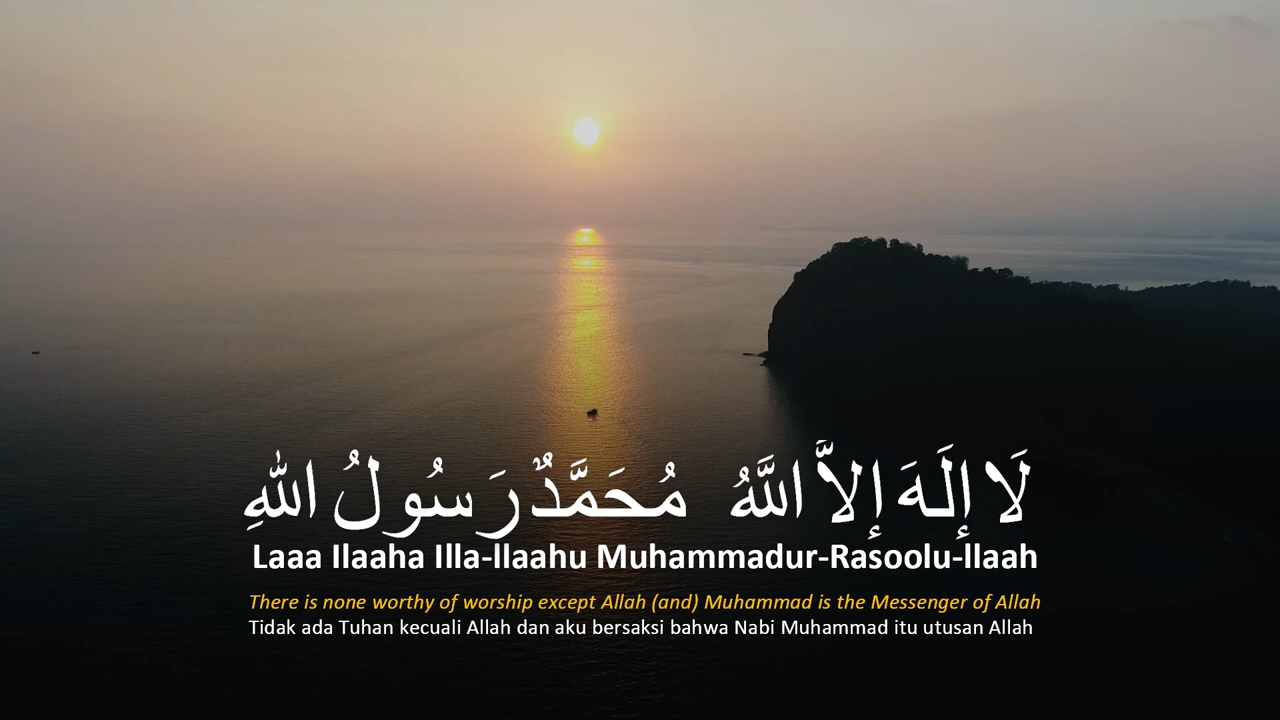 لَا إِلَهَ إِلاَّ اللَّهُ مُحَمَّدٌ رَسُولُ اللهِ
Laaa Ilaaha Illa-llaahu Muhammadur-Rasoolu-llaah
There is none worthy of worship except Allah (and) Muhammad is the Messenger of Allah
Tidak ada Tuhan kecuali Allah dan aku bersaksi bahwa Nabi Muhammad itu utusan Allah